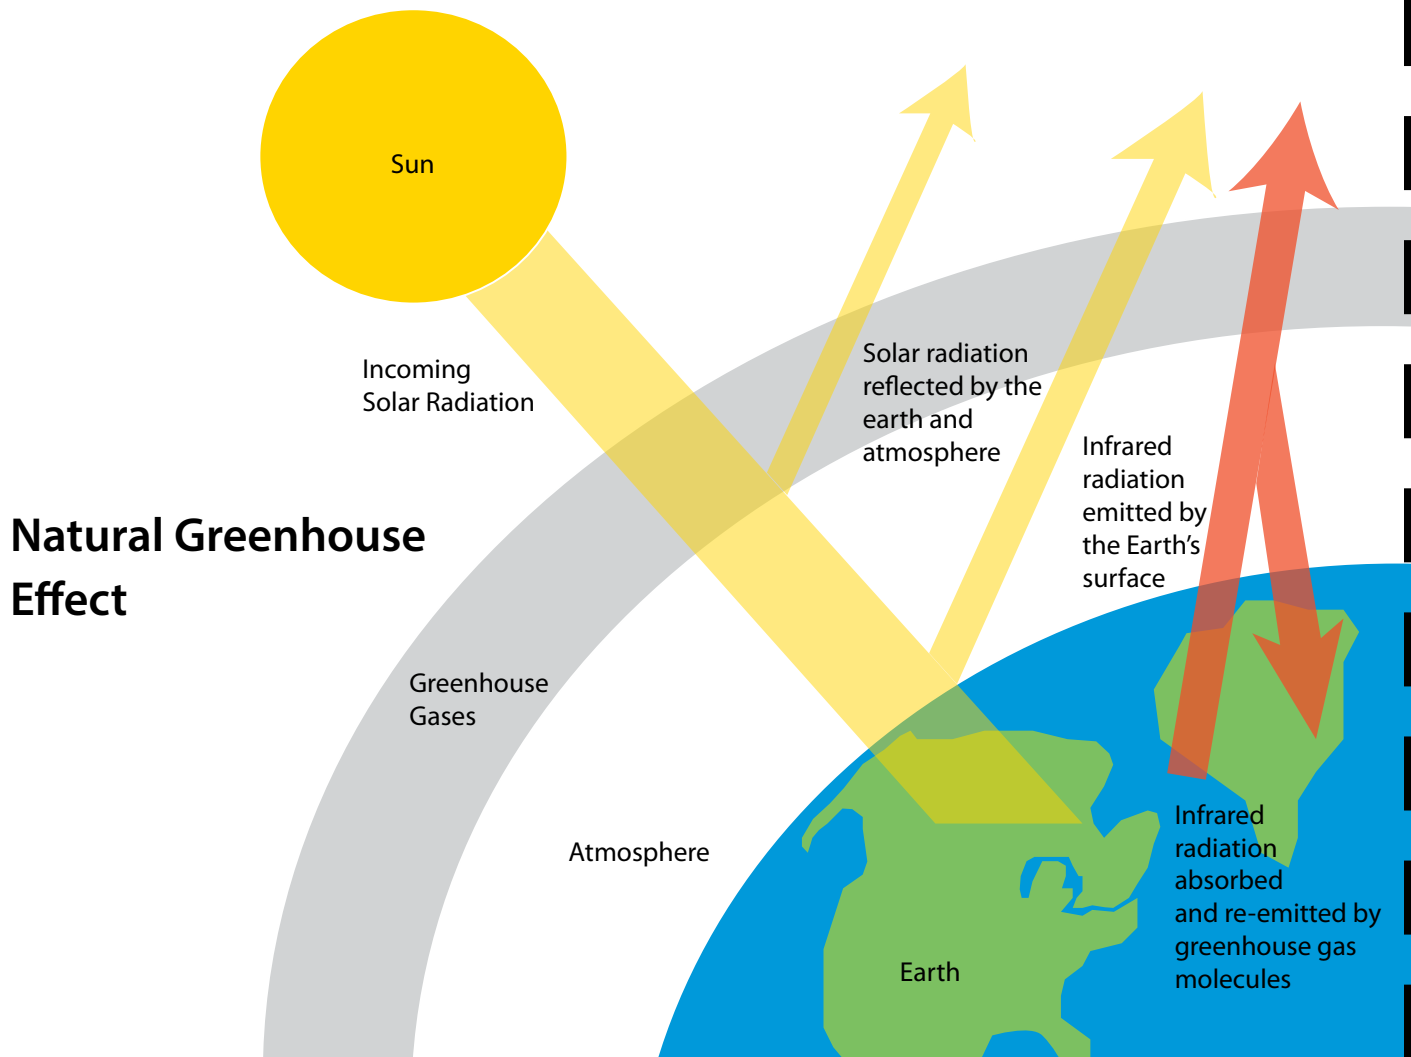 Sun
Incoming
Solar Radiation
Solar radiation
reflected by the
earth and
atmosphere
Infrared
radiation
emitted by
the Earth's
surface
Natural Greenhouse
Effect
Greenhouse
Gases
Atmosphere
Infrared
radiation
absorbed
and re-emitted by
greenhouse gas
molecules
Earth